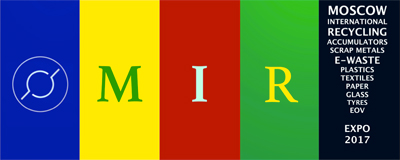 M I R
MOSCOW
INTERNATIONAL
RECYCLING
ACCUMULATORS
SCRAP METALS
E-WASTE
PLASTICS
TEXTILES
PAPER
GLASS
TYRES
EOV
EXPO
2017